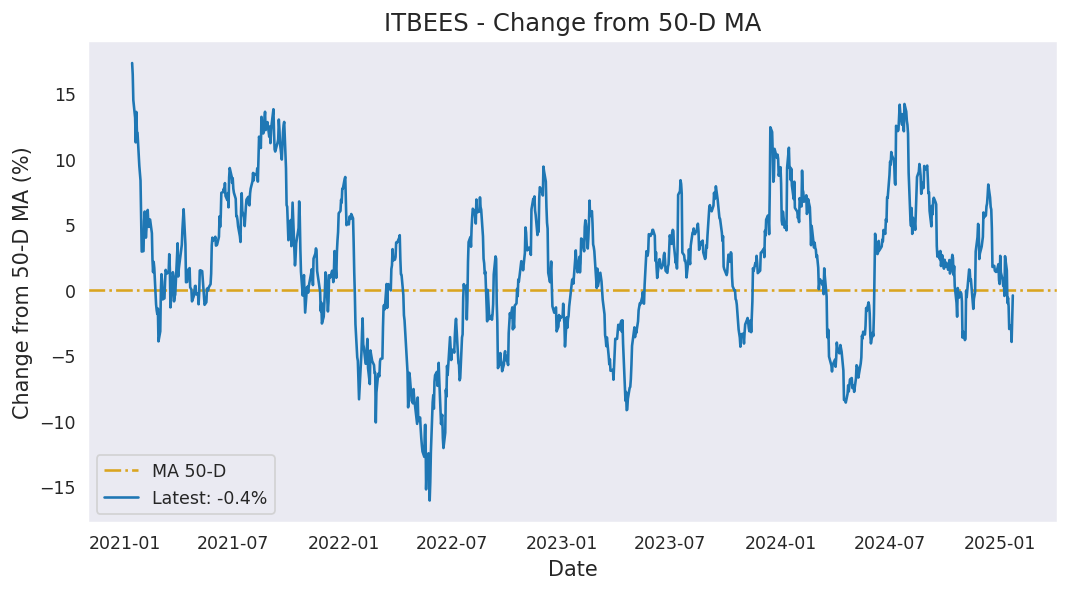 ITBEES - Change from 50-D MA
Change from 50-D MA (%)
15
10
5
0
−5
−10
−15
MA 50-D
Latest: -0.4%
2021-01 2021-07 2022-01 2022-07 2023-01 2023-07 2024-01 2024-07 2025-01
Date